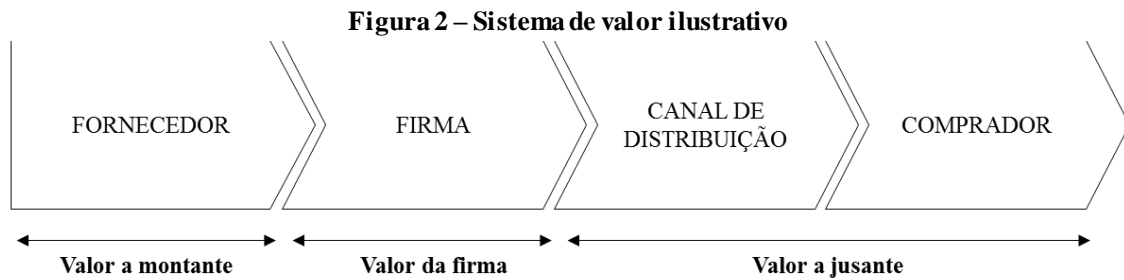 Figura 2 – Sistema de valor ilustrativo
FORNECEDOR
FIRMA
CANAL DE
DISTRIBUIÇÃO
COMPRADOR
Valor a montante
Valor da firma
Valor a jusante